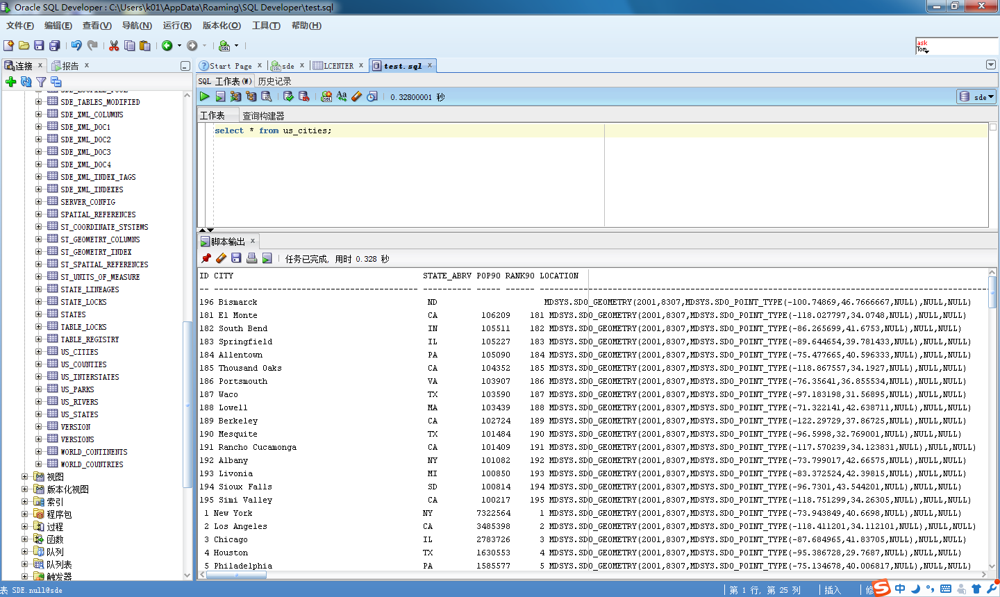 Oracle SQL Developer : C:\Users\k01\AppData\Roaming\SQL Developer\test.sql
文件(F) 编辑(E) 查看(V) 导航(N) 运行(R) 版本化(O) 工具(T) 帮助(H)
ask
Tom
连接 x 报告 x
Start Page x sde x LCENTER x test.sql x
SQL 工作表(W) 历史记录
0.32800001 秒
sde
工作表 查询构建器
select * from us_cities;
SDE_TABLES_MODIFIED
SDE_XML_COLUMNS
SDE_XML_DOC1
SDE_XML_DOC2
SDE_XML_DOC3
SDE_XML_DOC4
SDE_XML_INDEX_TAGS
SDE_XML_INDEXES
SERVER_CONFIG
SPATIAL_REFERENCES
ST_COORDINATE_SYSTEMS
ST_GEOMETRY_COLUMNS
ST_GEOMETRY_INDEX
ST_SPATIAL_REFERENCES
ST_UNITS_OF_MEASURE
STATE_LINEAGES
STATE_LOCKS
STATES
TABLE_LOCKS
TABLE_REGISTRY
US_CITIES
US_COUNTIES
US_INTERSTATES
US_PARKS
US_RIVERS
US_STATES
VERSION
VERSIONS
WORLD_CONTINENTS
WORLD_COUNTRIES
视图
版本化视图
索引
程序包
过程
函数
队列
队列表
触发器
脚本输出 x
任务已完成, 用时 0.328 秒
ID CITY STATE_ABRV POP90 RANK90 LOCATION
196 Bismarck ND MDSYS.SDO_GEOMETRY(2001,8307,MDSYS.SDO_POINT_TYPE(-100.74869,46.7666667,NULL),NULL,NULL)
181 El Monte CA 106209 181 MDSYS.SDO_GEOMETRY(2001,8307,MDSYS.SDO_POINT_TYPE(-118.027797,34.0748,NULL),NULL,NULL)
182 South Bend IN 105511 182 MDSYS.SDO_GEOMETRY(2001,8307,MDSYS.SDO_POINT_TYPE(-86.265699,41.6753,NULL),NULL,NULL)
183 Springfield IL 105227 183 MDSYS.SDO_GEOMETRY(2001,8307,MDSYS.SDO_POINT_TYPE(-89.644654,39.781433,NULL),NULL,NULL)
184 Allentown PA 105090 184 MDSYS.SDO_GEOMETRY(2001,8307,MDSYS.SDO_POINT_TYPE(-75.477665,40.596333,NULL),NULL,NULL)
185 Thousand Oaks CA 104352 185 MDSYS.SDO_GEOMETRY(2001,8307,MDSYS.SDO_POINT_TYPE(-118.867557,34.1927,NULL),NULL,NULL)
186 Portsmouth VA 103907 186 MDSYS.SDO_GEOMETRY(2001,8307,MDSYS.SDO_POINT_TYPE(-76.35641,36.855534,NULL),NULL,NULL)
187 Waco TX 103590 187 MDSYS.SDO_GEOMETRY(2001,8307,MDSYS.SDO_POINT_TYPE(-97.183198,31.56895,NULL),NULL,NULL)
188 Lowell MA 103439 188 MDSYS.SDO_GEOMETRY(2001,8307,MDSYS.SDO_POINT_TYPE(-71.322141,42.638711,NULL),NULL,NULL)
189 Berkeley CA 102724 189 MDSYS.SDO_GEOMETRY(2001,8307,MDSYS.SDO_POINT_TYPE(-122.29729,37.86725,NULL),NULL,NULL)
190 Mesquite TX 101484 190 MDSYS.SDO_GEOMETRY(2001,8307,MDSYS.SDO_POINT_TYPE(-96.5998,32.769001,NULL),NULL,NULL)
191 Rancho Cucamonga CA 101409 191 MDSYS.SDO_GEOMETRY(2001,8307,MDSYS.SDO_POINT_TYPE(-117.570239,34.123831,NULL),NULL,NULL)
192 Albany NY 101082 192 MDSYS.SDO_GEOMETRY(2001,8307,MDSYS.SDO_POINT_TYPE(-73.799017,42.66575,NULL),NULL,NULL)
193 Livonia MI 100850 193 MDSYS.SDO_GEOMETRY(2001,8307,MDSYS.SDO_POINT_TYPE(-83.372524,42.39815,NULL),NULL,NULL)
194 Sioux Falls SD 100814 194 MDSYS.SDO_GEOMETRY(2001,8307,MDSYS.SDO_POINT_TYPE(-96.7301,43.544201,NULL),NULL,NULL)
195 Simi Valley CA 100217 195 MDSYS.SDO_GEOMETRY(2001,8307,MDSYS.SDO_POINT_TYPE(-118.751299,34.26305,NULL),NULL,NULL)
1 New York NY 7322564 1 MDSYS.SDO_GEOMETRY(2001,8307,MDSYS.SDO_POINT_TYPE(-73.943849,40.6698,NULL),NULL,NULL)
2 Los Angeles CA 3485398 2 MDSYS.SDO_GEOMETRY(2001,8307,MDSYS.SDO_POINT_TYPE(-118.411201,34.112101,NULL),NULL,NULL)
3 Chicago IL 2783726 3 MDSYS.SDO_GEOMETRY(2001,8307,MDSYS.SDO_POINT_TYPE(-87.684965,41.83705,NULL),NULL,NULL)
4 Houston TX 1630553 4 MDSYS.SDO_GEOMETRY(2001,8307,MDSYS.SDO_POINT_TYPE(-95.386728,29.7687,NULL),NULL,NULL)
5 Philadelphia PA 1585577 5 MDSYS.SDO_GEOMETRY(2001,8307,MDSYS.SDO_POINT_TYPE(-75.134678,40.006817,NULL),NULL,NULL)
表 SDE.null@sde
第 1 行, 第 25 列 插入 修 中